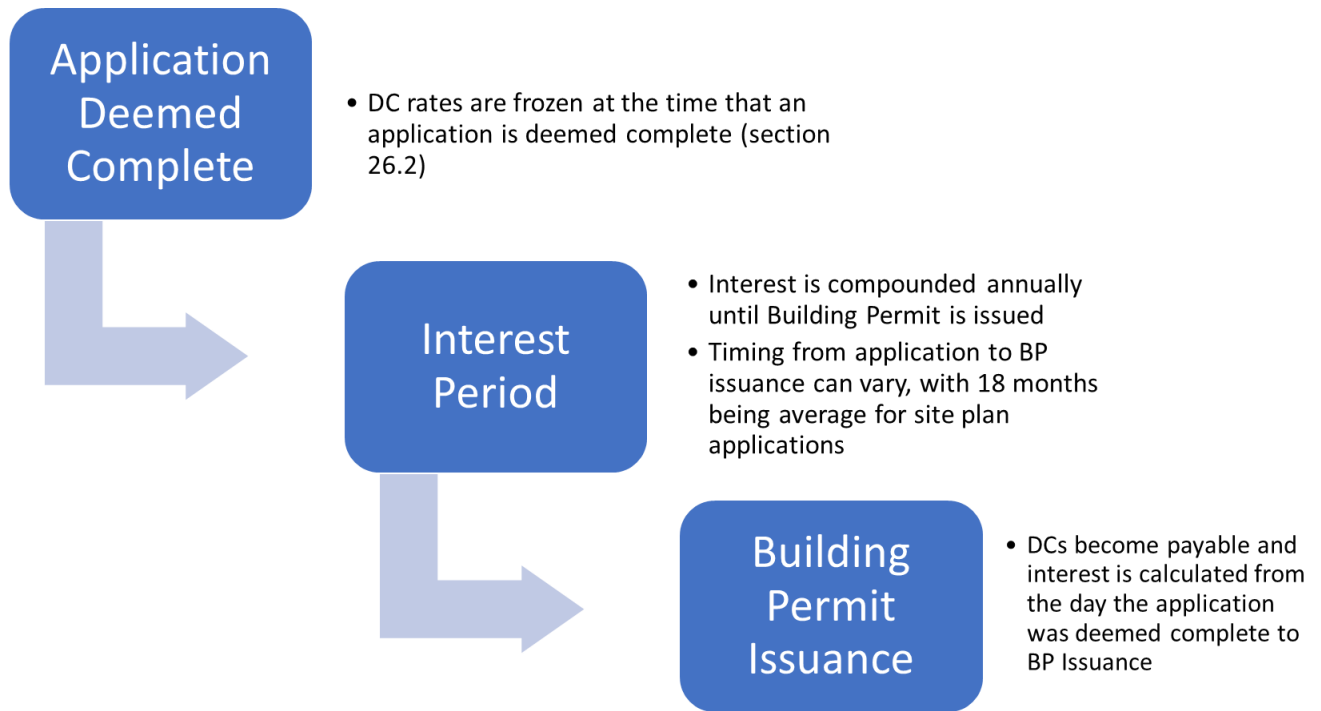 Application
Deemed
Complete
• DC rates are frozen at the time that an
application is deemed complete (section
26.2)
Interest
Period
• Interest is compounded annually
until Building Permit is issued
• Timing from application to BP
issuance can vary, with 18 months
being average for site plan
applications
Building
Permit
Issuance
• DCs become payable and
interest is calculated from
the day the application
was deemed complete to
BP Issuance